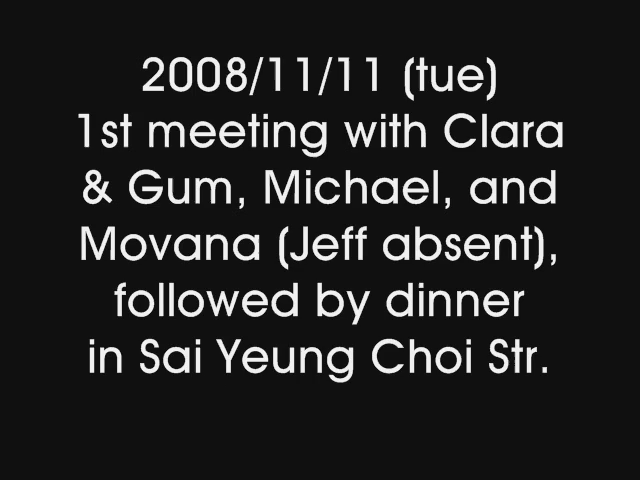 2008/11/11 (tue)
1st meeting with Clara
& Gum, Michael, and
Movana (Jeff absent),
followed by dinner
in Sai Yeung Choi Str.